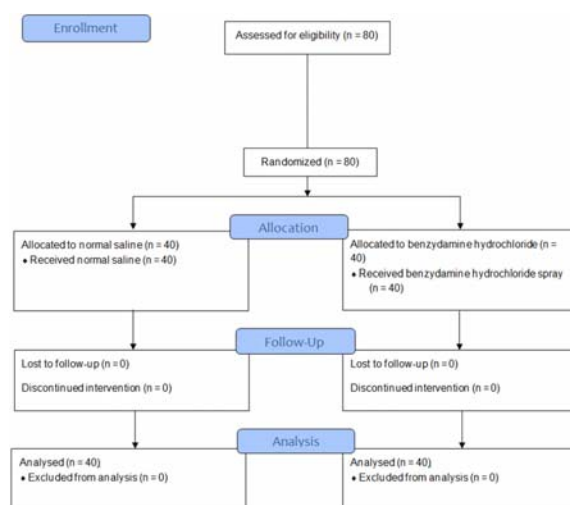 Enrollment
Assessed for eligibility (n = 80)
Randomized (n = 80)
Allocation
Allocated to normal saline (n = 40)
• Received normal saline (n = 40)
Allocated to benzydamine hydrochloride (n =
40)
• Received benzydamine hydrochloride spray
(n = 40)
Follow-Up
Lost to follow-up (n = 0)
Discontinued intervention (n = 0)
Lost to follow-up (n = 0)
Discontinued intervention (n = 0)
Analysis
Analysed (n = 40)
• Excluded from analysis (n = 0)
Analysed (n = 40)
• Excluded from analysis (n = 0)